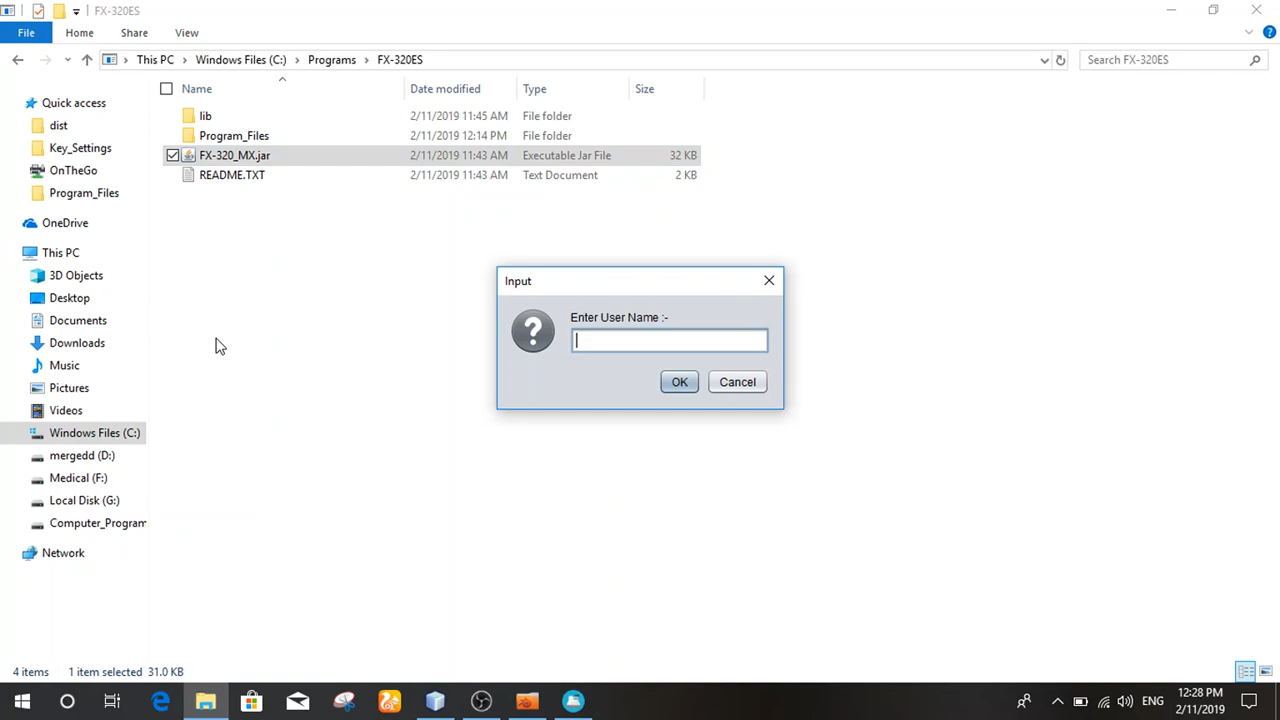 FX-320ES
File Home Share View
This PC Windows Files (C:) Programs FX-320ES Search FX-320ES
Name Date modified Type Size
lib 2/11/2019 11:45 AM File folder
Program_Files 2/11/2019 12:14 PM File folder
FX-320_MX.jar 2/11/2019 11:43 AM Executable Jar File 32 KB
README.TXT 2/11/2019 11:43 AM Text Document 2 KB
Quick access
dist
Key_Settings
OnTheGo
Program_Files
OneDrive
This PC
3D Objects
Desktop
Documents
Downloads
Music
Pictures
Videos
Windows Files (C:)
mergedd (D:)
Medical (F:)
Local Disk (G:)
Computer_Program
Network
Input
Enter User Name :-
OK Cancel
4 items 1 item selected 31.0 KB
ENG
12:28 PM
2/11/2019